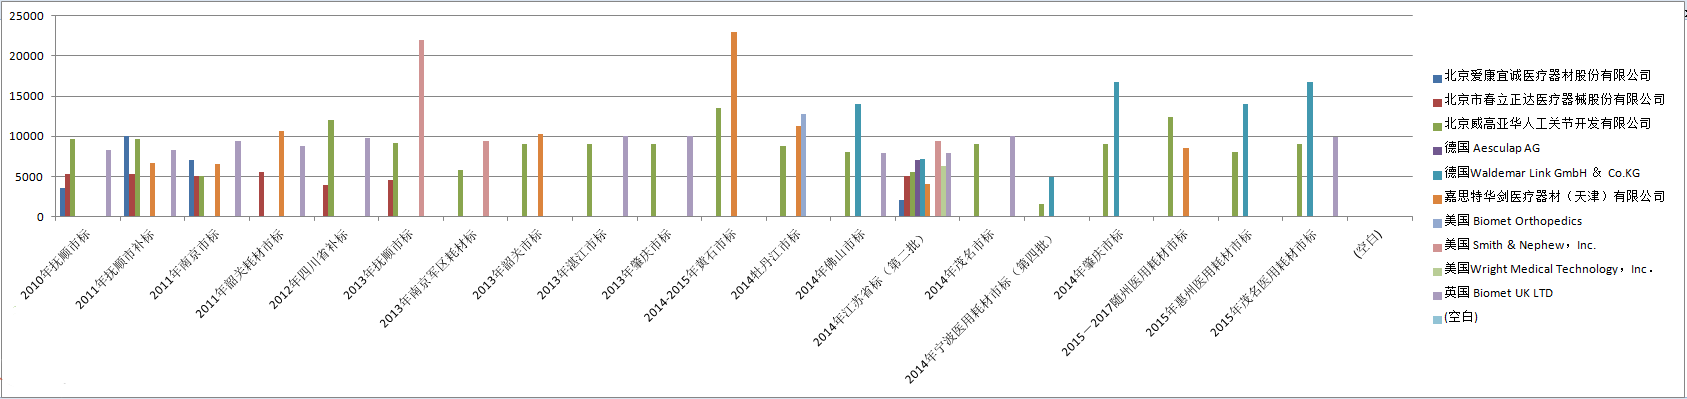 25000
20000
15000
10000
5000
0
2010年抚顺市标
2011年抚顺市补标
2011年南京市标
2011年韶关耗材市标
2012年四川省补标
2013年抚顺市标
2013年南京军区耗材标
2013年韶关市标
2013年湛江市标
2013年肇庆市标
2014-2015年黄石市标
2014牡丹江市标
2014年佛山市标
2014年江苏省标（第二批）
2014年茂名市标
2014年宁波医用耗材市标（第四批）
2014年肇庆市标
2015－2017随州医用耗材市标
2015年惠州医用耗材市标
2015年茂名医用耗材市标
(空白)
北京爱康宜诚医疗器材股份有限公司
北京市春立正达医疗器械股份有限公司
北京威高亚华人工关节开发有限公司
德国 Aesculap AG
德国Waldemar Link GmbH ＆ Co.KG
嘉思特华剑医疗器材（天津）有限公司
美国 Biomet Orthopedics
美国 Smith & Nephew，Inc.
美国Wright Medical Technology，Inc．
英国 Biomet UK LTD
(空白)